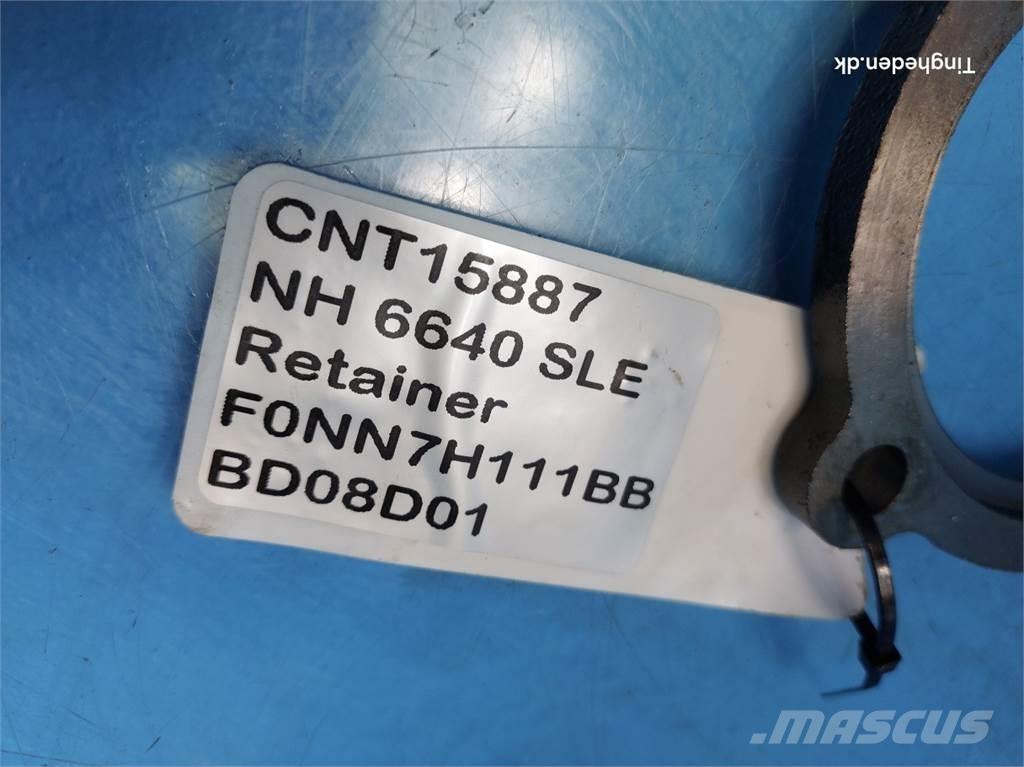 Tingheden.dk
CNT15887
NH 6640 SLE
Retainer
F0NN7H111BB
BD08D01
MASCUS